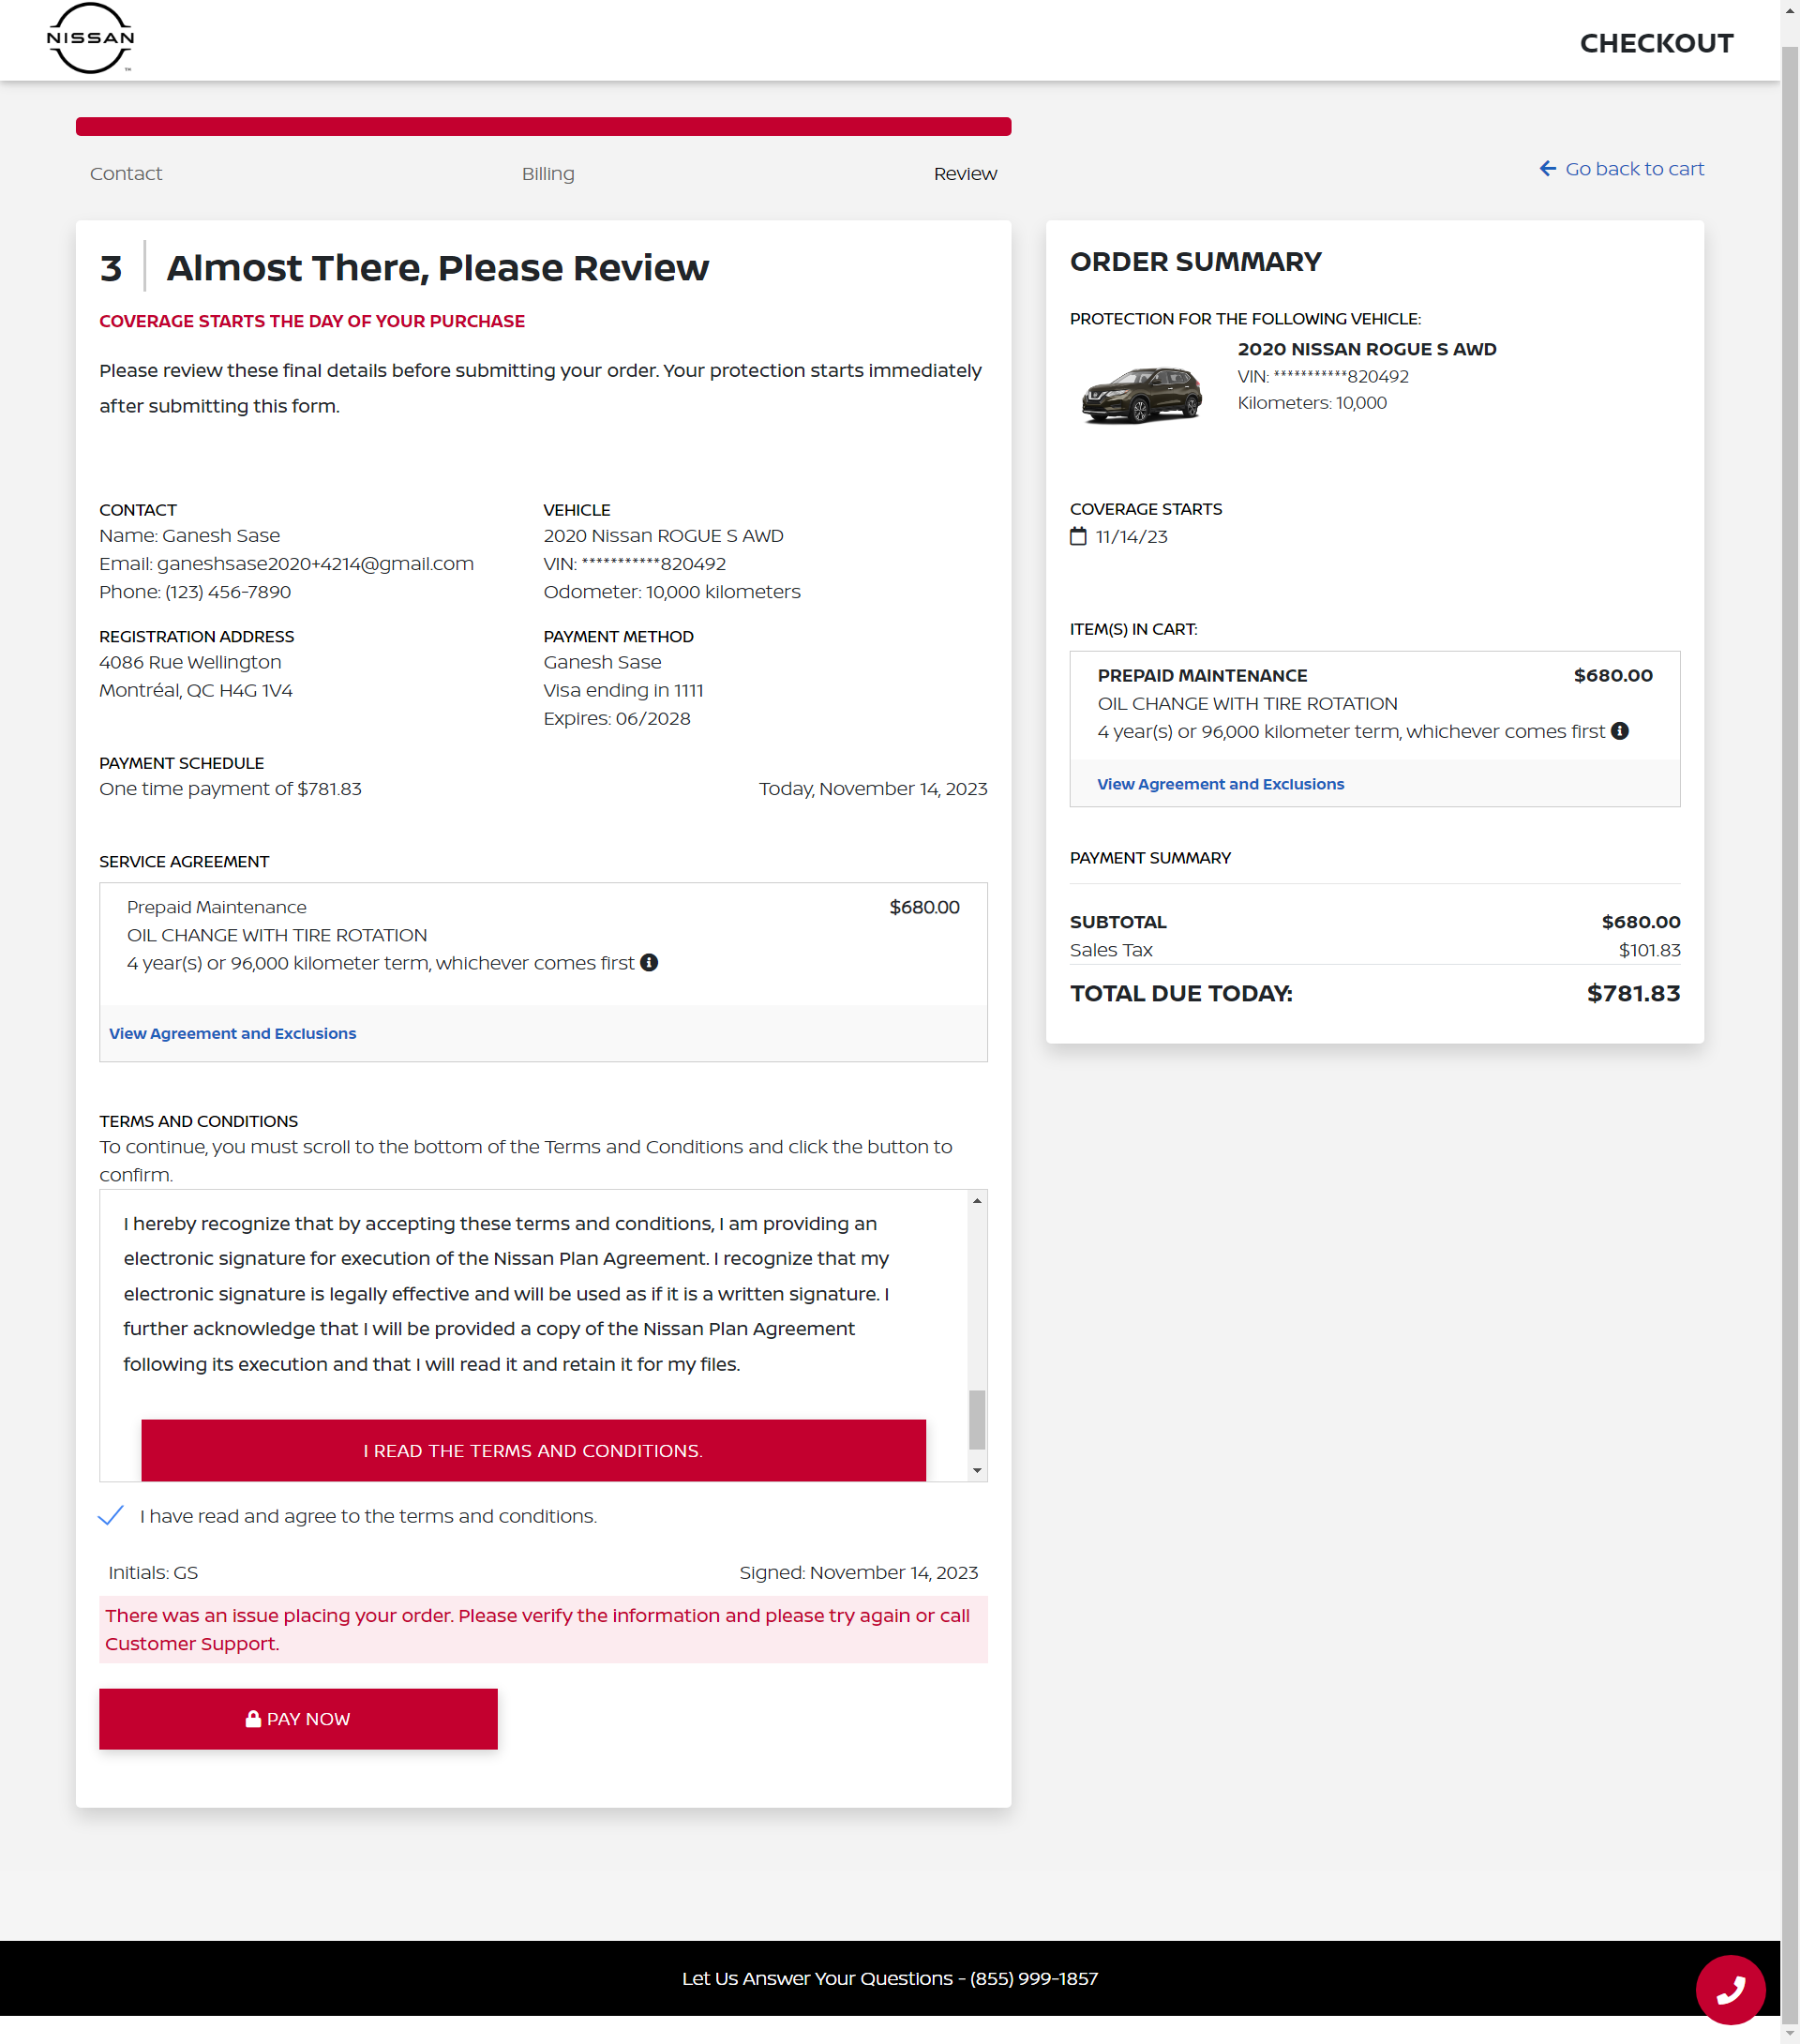 NISSAN
CHECKOUT
Contact
Billing
Review
Go back to cart
3
Almost There, Please Review
COVERAGE STARTS THE DAY OF YOUR PURCHASE
Please review these final details before submitting your order. Your protection starts immediately
after submitting this form.
CONTACT
Name: Ganesh Sase
Email: ganeshsase2020+4214@gmail.com
Phone: (123) 456-7890
VEHICLE
2020 Nissan ROGUE S AWD
VIN: ***********820492
Odometer: 10,000 kilometers
REGISTRATION ADDRESS
4086 Rue Wellington
Montréal, QC H4G 1V4
PAYMENT METHOD
Ganesh Sase
Visa ending in 1111
Expires: 06/2028
PAYMENT SCHEDULE
One time payment of $781.83
Today, November 14, 2023
SERVICE AGREEMENT
Prepaid Maintenance
$680.00
OIL CHANGE WITH TIRE ROTATION
4 year(s) or 96,000 kilometer term, whichever comes first
View Agreement and Exclusions
TERMS AND CONDITIONS
To continue, you must scroll to the bottom of the Terms and Conditions and click the button to
confirm.
I hereby recognize that by accepting these terms and conditions, I am providing an
electronic signature for execution of the Nissan Plan Agreement. I recognize that my
electronic signature is legally effective and will be used as if it is a written signature. I
further acknowledge that I will be provided a copy of the Nissan Plan Agreement
following its execution and that I will read it and retain it for my files.
I READ THE TERMS AND CONDITIONS.
I have read and agree to the terms and conditions.
Initials: GS
Signed: November 14, 2023
There was an issue placing your order. Please verify the information and please try again or call
Customer Support.
PAY NOW
ORDER SUMMARY
PROTECTION FOR THE FOLLOWING VEHICLE:
2020 NISSAN ROGUE S AWD
VIN: ***********820492
Kilometers: 10,000
COVERAGE STARTS
11/14/23
ITEM(S) IN CART:
PREPAID MAINTENANCE
$680.00
OIL CHANGE WITH TIRE ROTATION
4 year(s) or 96,000 kilometer term, whichever comes first
View Agreement and Exclusions
PAYMENT SUMMARY
SUBTOTAL
$680.00
Sales Tax
$101.83
TOTAL DUE TODAY:
$781.83
Let Us Answer Your Questions - (855) 999-1857